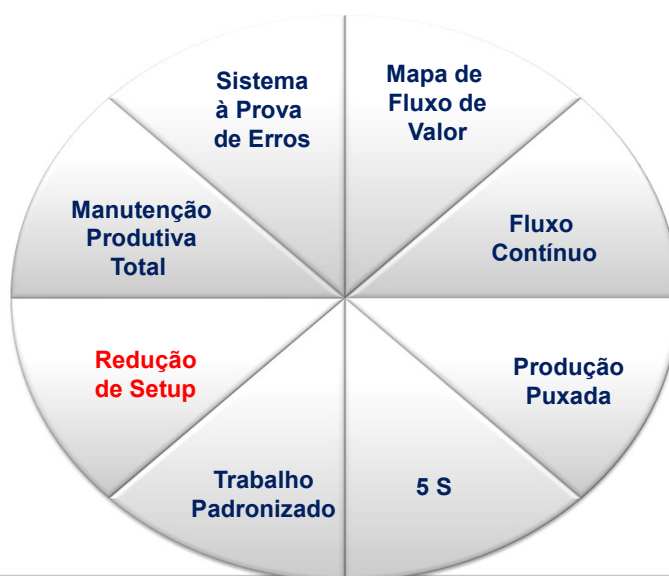 Sistema
à Prova
de Erros
Mapa de
Fluxo de
Valor
Manutenção
Produtiva
Total
Fluxo
Contínuo
Redução
de Setup
Produção
Puxada
Trabalho
Padronizado
5 S